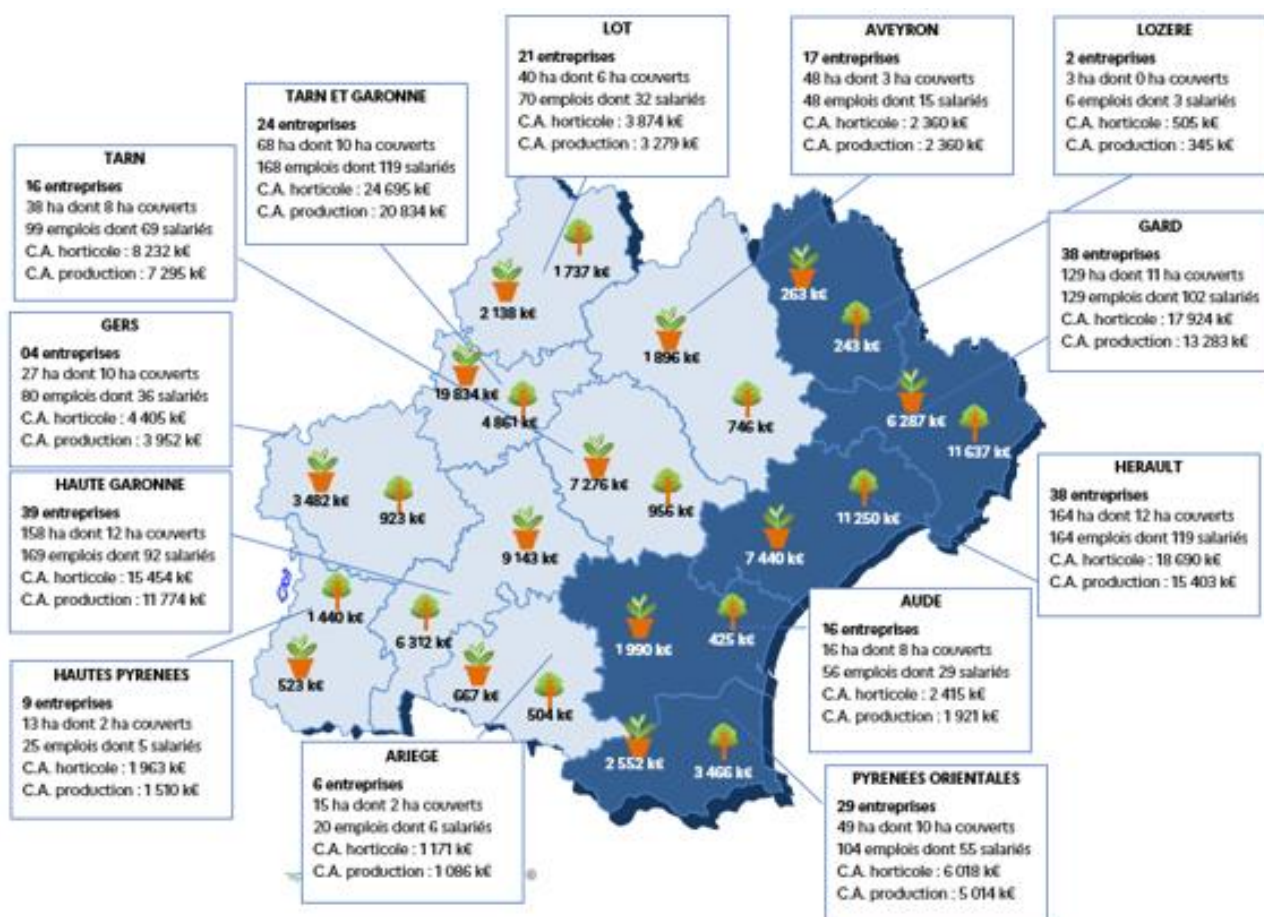 LOT
21 entreprises
40 ha dont 6 ha couverts
70 emplois dont 32 salariés
C.A. horticole : 3 874 k€
C.A. production : 3 279 k€
AVEYRON
17 entreprises
48 ha dont 3 ha couverts
48 emplois dont 15 salariés
C.A. horticole : 2 360 k€
C.A. production : 2 360 k€
LOZERE
2 entreprises
3 ha dont 0 ha couverts
6 emplois dont 3 salariés
C.A. horticole : 505 k€
C.A. production : 345 k€
TARN ET GARONNE
24 entreprises
68 ha dont 10 ha couverts
168 emplois dont 119 salariés
C.A. horticole : 24 695 k€
C.A. production : 20 834 k€
TARN
16 entreprises
38 ha dont 8 ha couverts
99 emplois dont 69 salariés
C.A. horticole : 8 232 k€
C.A. production : 7 295 k€
GARD
38 entreprises
129 ha dont 11 ha couverts
129 emplois dont 102 salariés
C.A. horticole : 17 924 k€
C.A. production : 13 283 k€
GERS
04 entreprises
27 ha dont 10 ha couverts
80 emplois dont 36 salariés
C.A. horticole : 4 405 k€
C.A. production : 3 952 k€
HAUTE GARONNE
39 entreprises
158 ha dont 12 ha couverts
169 emplois dont 92 salariés
C.A. horticole : 15 454 k€
C.A. production : 11 774 k€
HERAULT
38 entreprises
164 ha dont 12 ha couverts
164 emplois dont 119 salariés
C.A. horticole : 18 690 k€
C.A. production : 15 403 k€
AUDE
16 entreprises
16 ha dont 8 ha couverts
56 emplois dont 29 salariés
C.A. horticole : 2 415 k€
C.A. production : 1 921 k€
HAUTES PYRENEES
9 entreprises
13 ha dont 2 ha couverts
25 emplois dont 5 salariés
C.A. horticole : 1 963 k€
C.A. production : 1 510 k€
ARIEGE
6 entreprises
15 ha dont 2 ha couverts
20 emplois dont 6 salariés
C.A. horticole : 1 171 k€
C.A. production : 1 086 k€
PYRENEES ORIENTALES
29 entreprises
49 ha dont 10 ha couverts
104 emplois dont 55 salariés
C.A. horticole : 6 018 k€
C.A. production : 5 014 k€
1 737 k€
2 138 k€
263 k€
243 k€
1 896 k€
746 k€
19 834 k€
4 861 k€
6 287 k€
11 637 k€
7 276 k€
956 k€
3 482 k€
923 k€
11 250 k€
7 440 k€
9 143 k€
6 312 k€
1 440 k€
523 k€
667 k€
504 k€
1 990 k€
425 k€
2 552 k€
3 466 k€